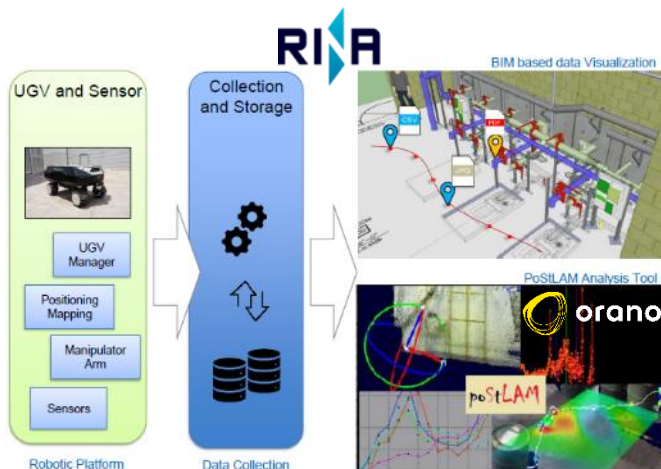 RINA
BIM based data Visualization
UGV and Sensor
Collection
and Storage
CSV
PDF
JPG
UGV
Manager
Positioning
Mapping
Manipulator
Arm
Sensors
PoStLAM Analysis Tool
orano
poStLAM
Robotic Platform
Data Collection